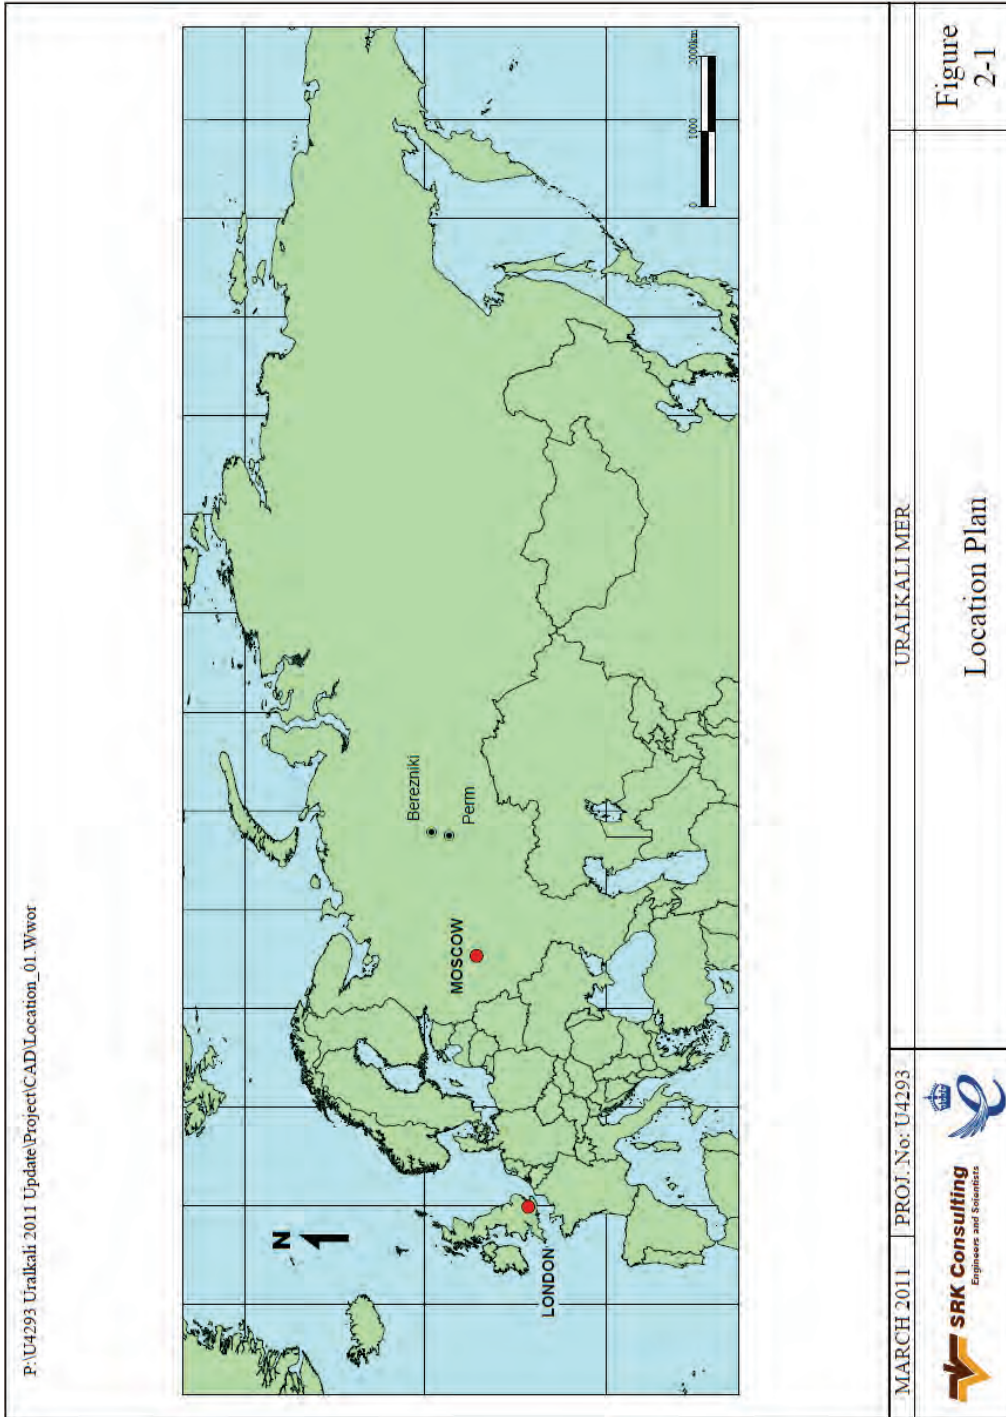 P:\U4293 Uralkali 2011 Update\Project\CAD\Location_01.Wwor
N
LONDON
MOSCOW
Berezniki
Perm
0
1000
2000km
MARCH 2011
PROJ. No: U4293
URALKALI MER
SRK Consulting
Engineers and Scientists
Location Plan
Figure
2-1